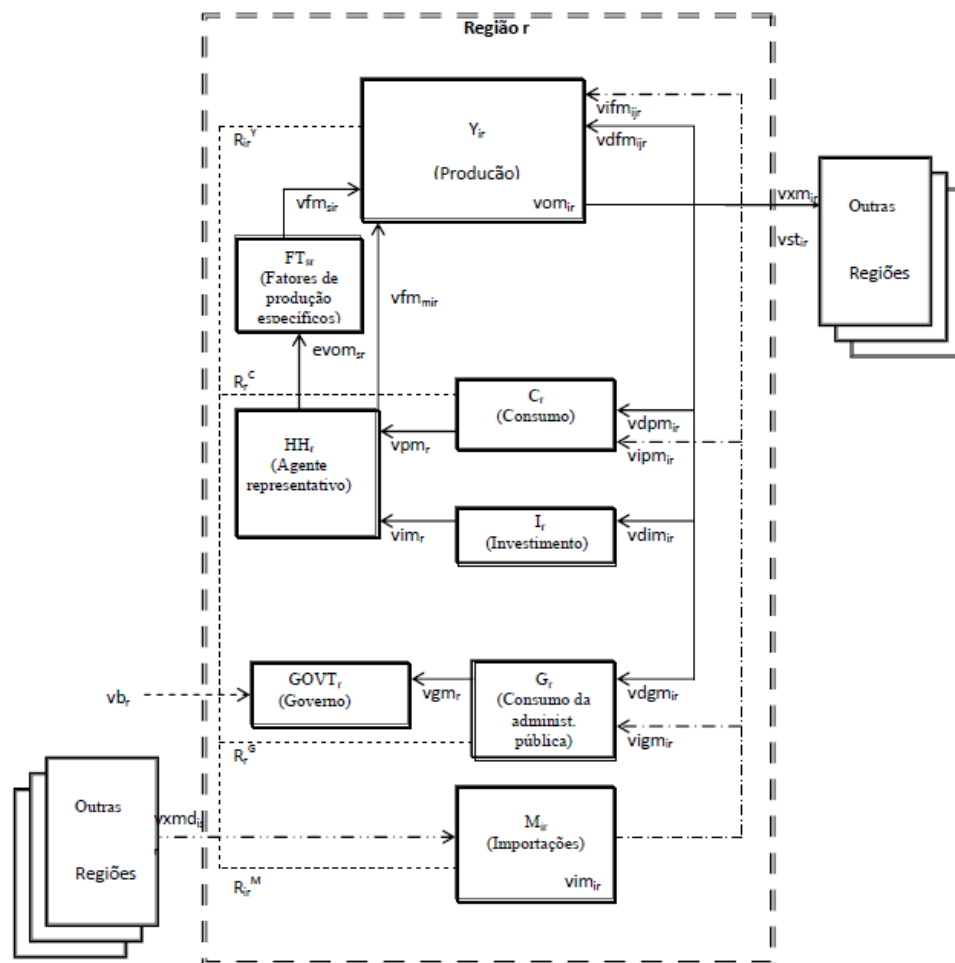 Região r
Y_ir
(Producão)
vom_ir
R_ir^Y
vifm_ijr
vdfm_ijr
vxm_ir
vst_ir
Outras
Regiões
vfm_sir
FT_sr
(Fatores de
produção
específicos)
vfm_mir
evom_sr
R_r^C
C_r
(Consumo)
vdpm_ir
vipm_ir
HH_r
(Agente
representativo)
vpm_r
vim_r
I_r
(Investimento)
vdim_ir
vb_r
GOVT_r
(Governo)
vgm_r
G_r
(Consumo da
administ.
pública)
vdgm_ir
vigm_ir
R_r^G
Outras
Regiões
vxmd_is
r
M_ir
(Importações)
vim_ir
R_ir^M